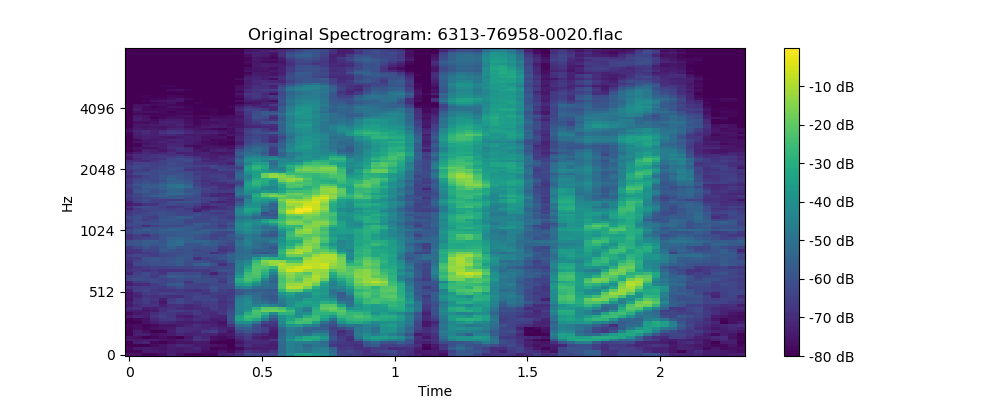 Original Spectrogram: 6313-76958-0020.flac
Hz
4096
2048
1024
512
0
0
0.5
1
1.5
2
Time
-10 dB
-20 dB
-30 dB
-40 dB
-50 dB
-60 dB
-70 dB
-80 dB